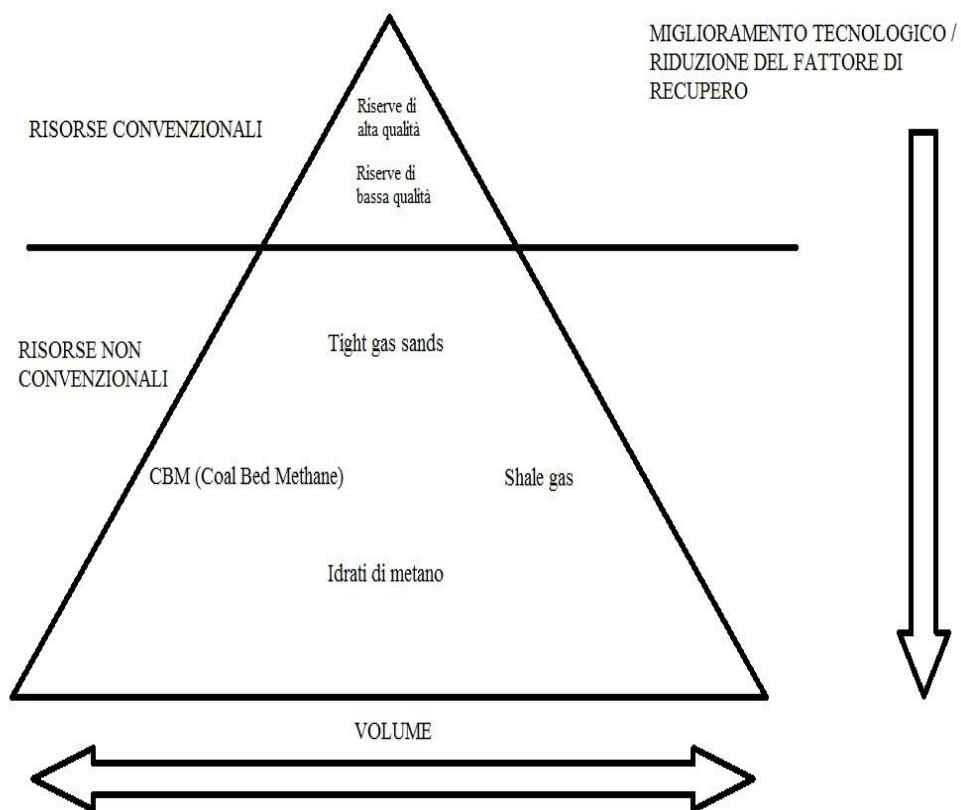 MIGLIORAMENTO TECNOLOGICO /
RIDUZIONE DEL FATTORE DI
RECUPERO
RISORSE CONVENZIONALI
Riserve di
alta qualità
Riserve di
bassa qualità
RISORSE NON
CONVENZIONALI
Tight gas sands
CBM (Coal Bed Methane)
Shale gas
Idrati di metano
VOLUME